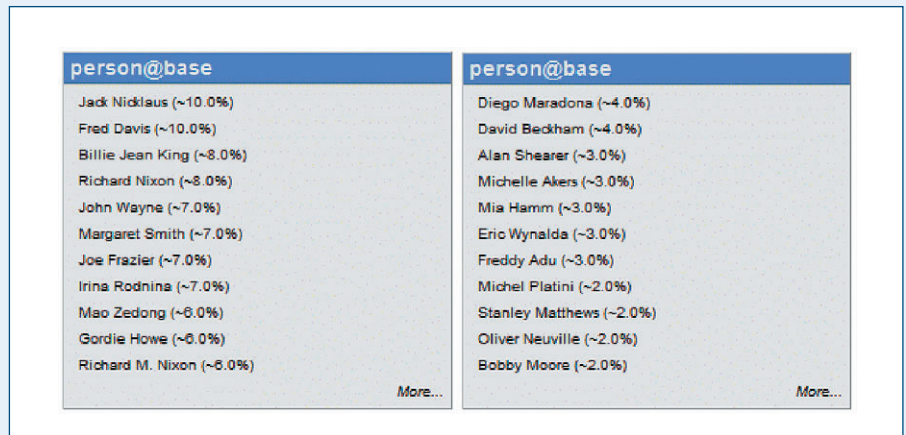 person@base
Jack Nicklaus (~10.0%)
Fred Davis (~10.0%)
Billie Jean King (~8.0%)
Richard Nixon (~8.0%)
John Wayne (~7.0%)
Margaret Smith (~7.0%)
Joe Frazier (~7.0%)
Irina Rodnina (~7.0%)
Mao Zedong (~6.0%)
Gordie Howe (~6.0%)
Richard M. Nixon (~6.0%)
More...
person@base
Diego Maradona (~4.0%)
David Beckham (~4.0%)
Alan Shearer (~3.0%)
Michelle Akers (~3.0%)
Mia Hamm (~3.0%)
Eric Wynalda (~3.0%)
Freddy Adu (~3.0%)
Michel Platini (~2.0%)
Stanley Matthews (~2.0%)
Oliver Neuville (~2.0%)
Bobby Moore (~2.0%)
More...